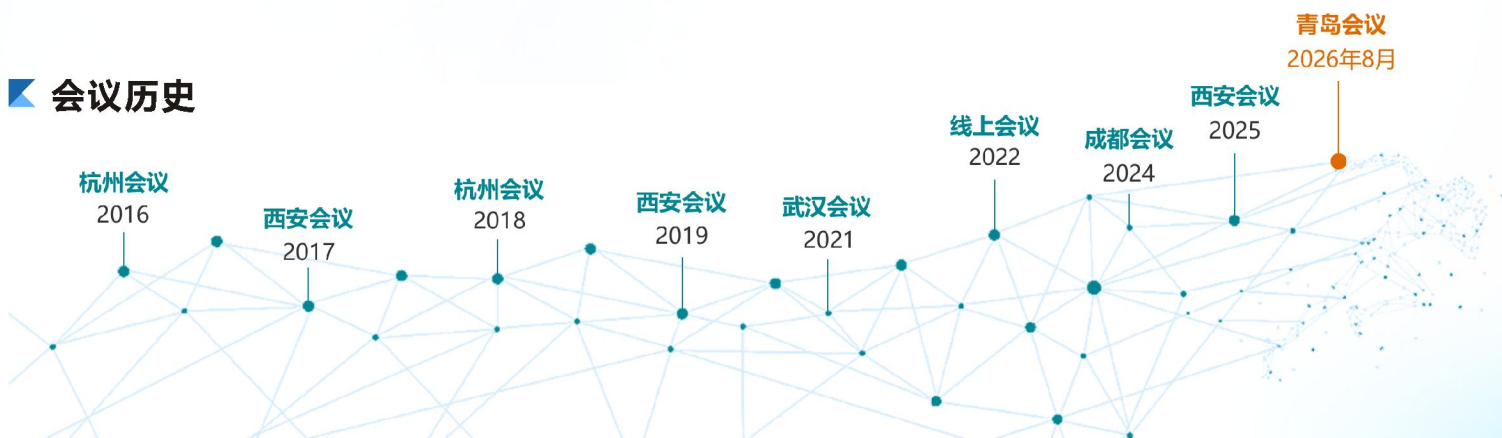 会议历史
杭州会议
2016
西安会议
2017
杭州会议
2018
西安会议
2019
武汉会议
2021
线上会议
2022
成都会议
2024
西安会议
2025
青岛会议
2026年8月